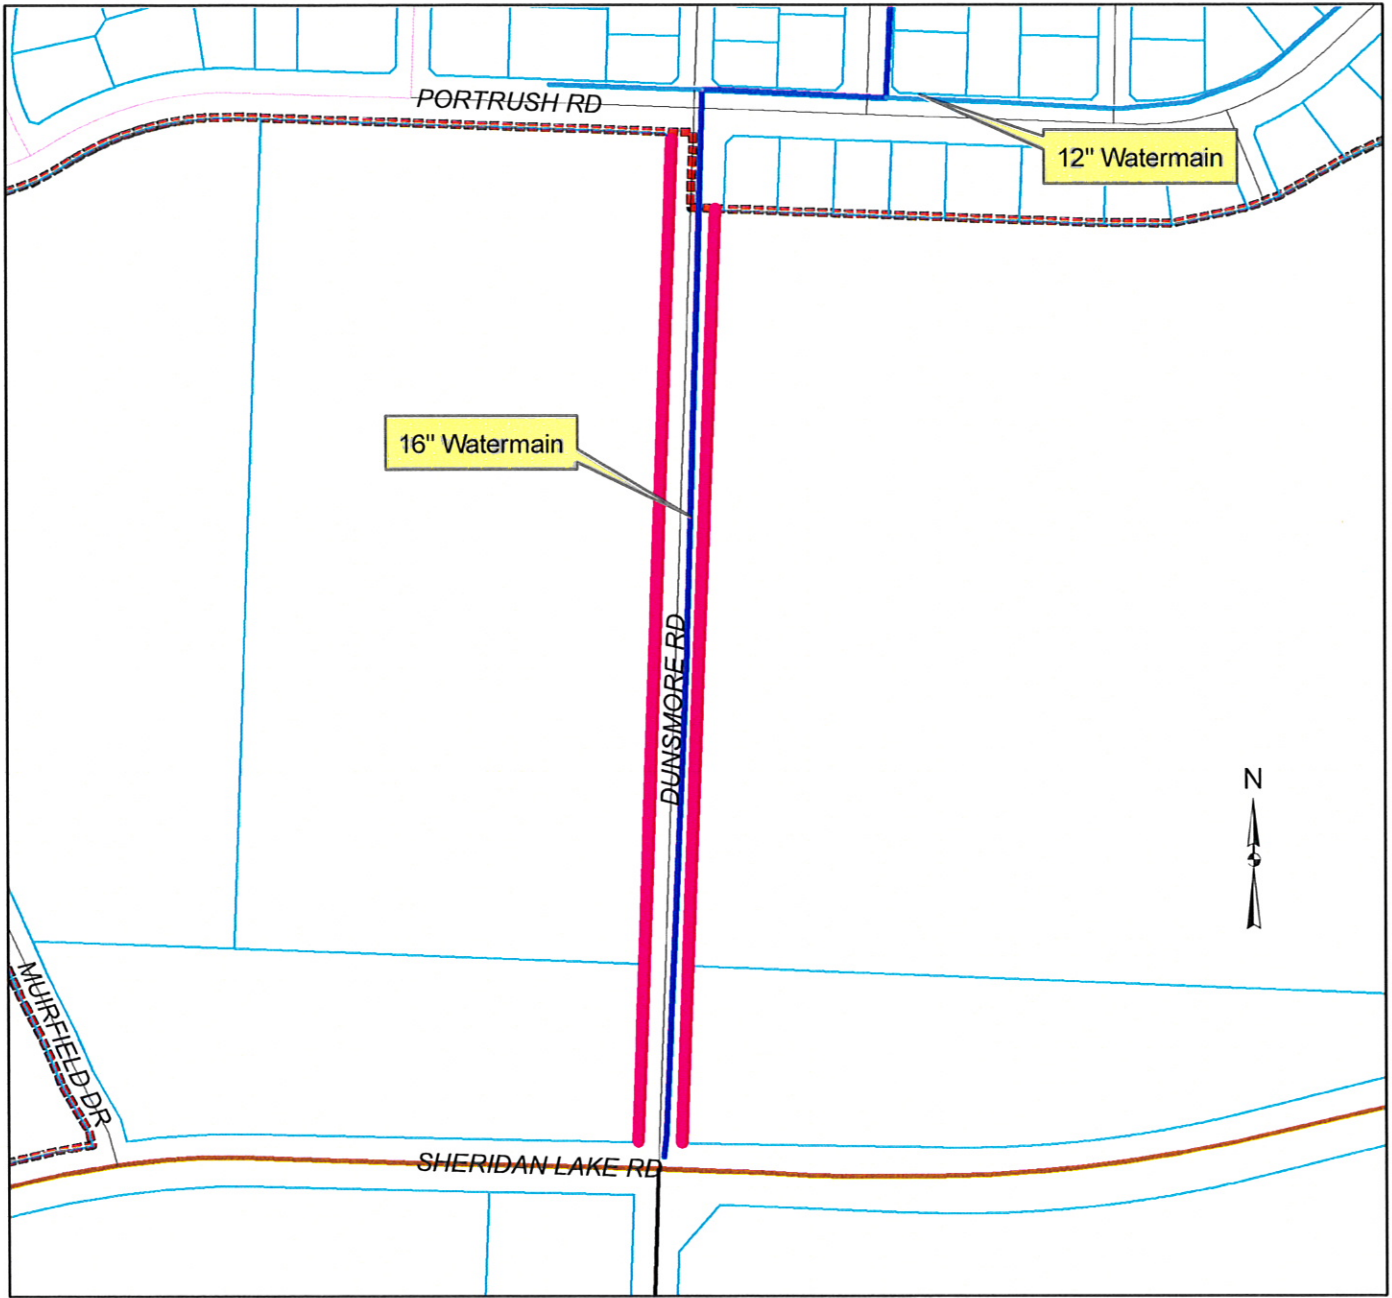 PORTRUSH RD
12" Watermain
16" Watermain
DUNSMORE RD
N
MUIRFIELD DR
SHERIDAN LAKE RD